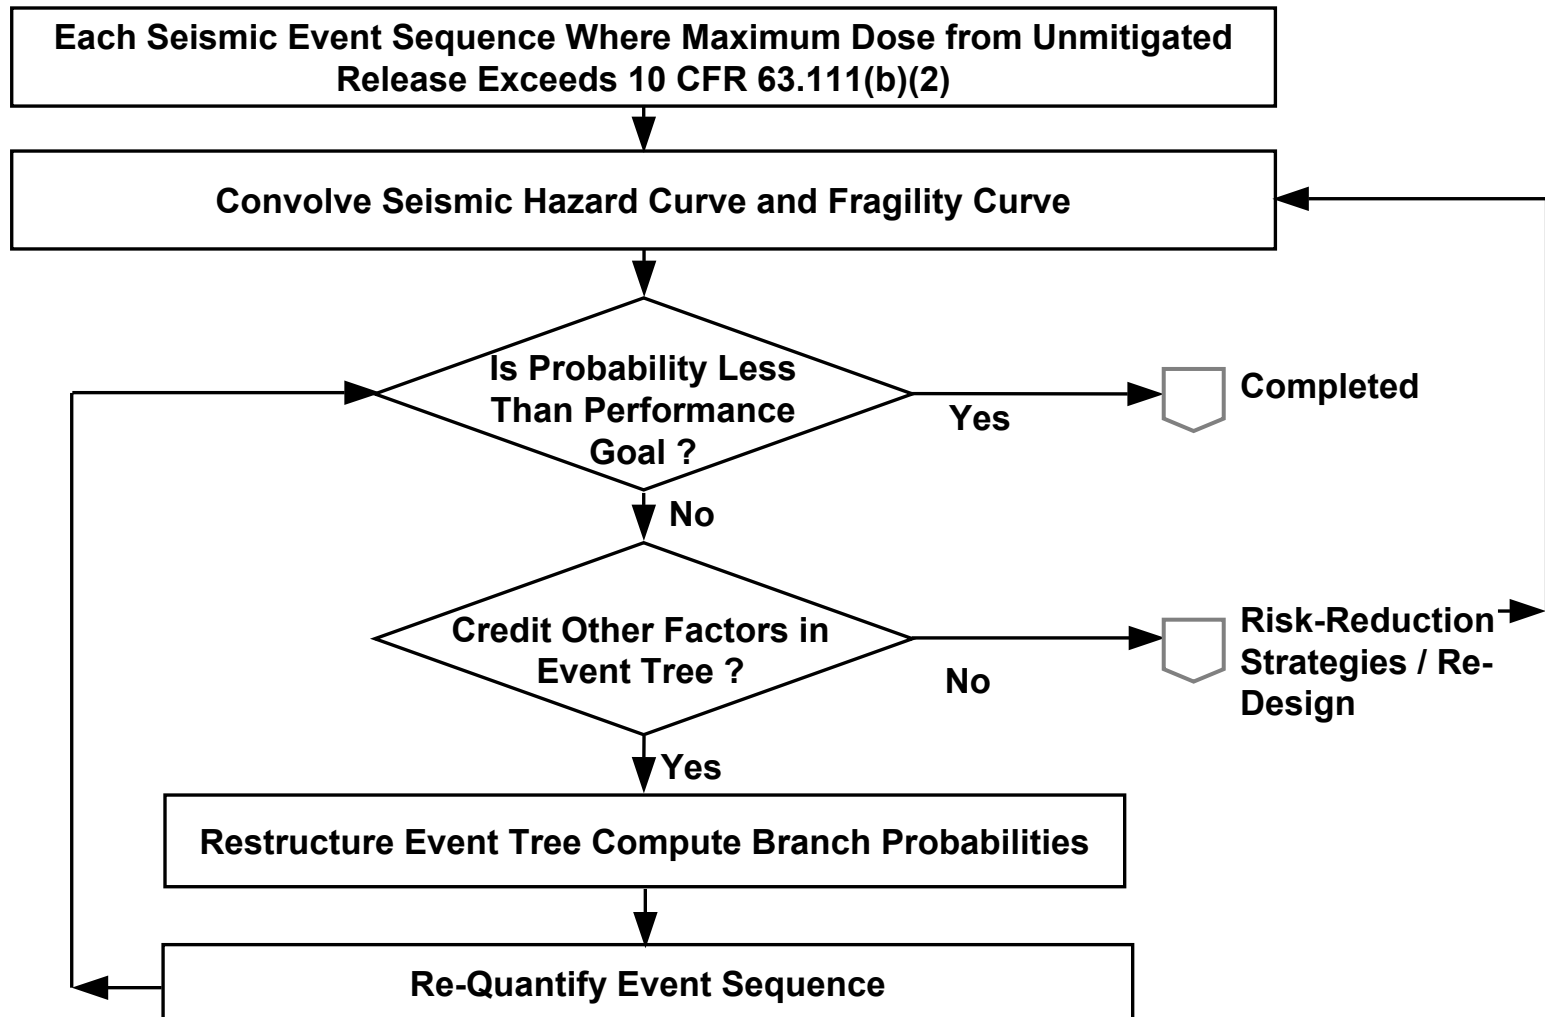 Each Seismic Event Sequence Where Maximum Dose from Unmitigated
Release Exceeds 10 CFR 63.111(b)(2)
Convolve Seismic Hazard Curve and Fragility Curve
Is Probability Less
Than Performance
Goal ?
Yes
Completed
No
Credit Other Factors in
Event Tree ?
No
Risk-Reduction
Strategies / Re-
Design
Yes
Restructure Event Tree Compute Branch Probabilities
Re-Quantify Event Sequence